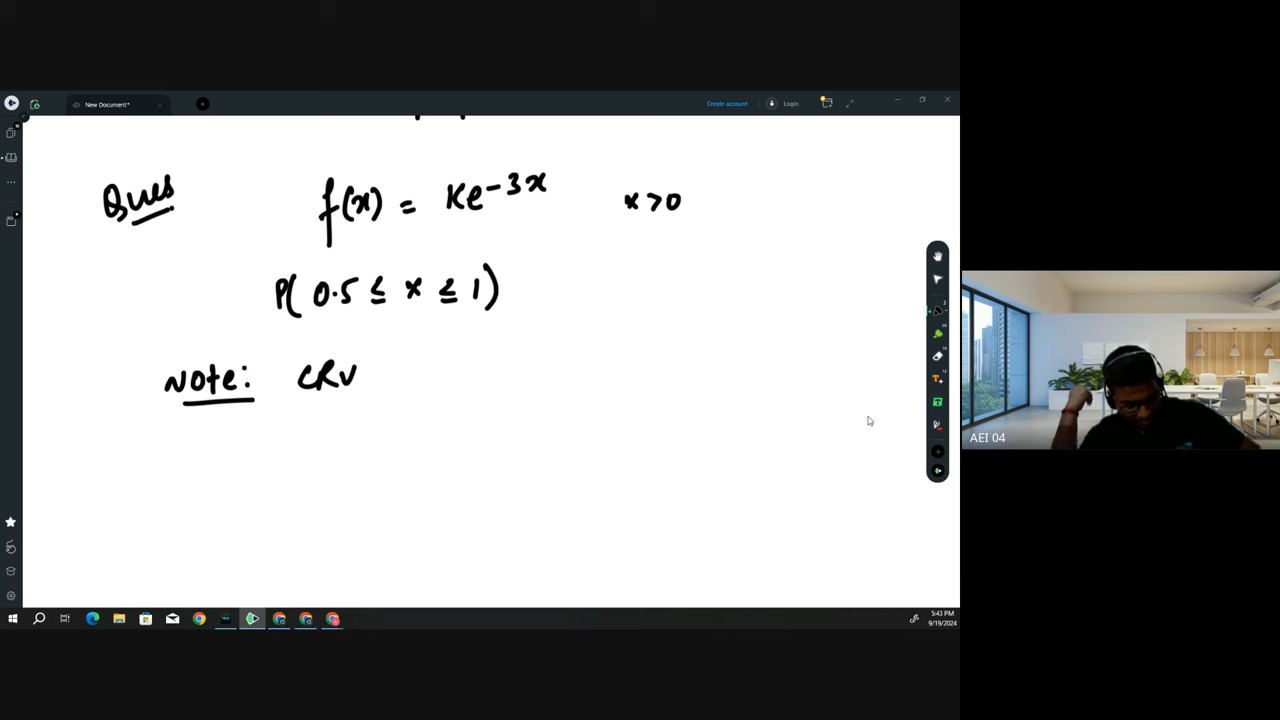 New Document*
Create account
Login
Ques f(x) = Ke-3x x>0
P( 0.5 ≤ x ≤ 1)
Note: CRV
AEI 04
5:43 PM
9/19/2024